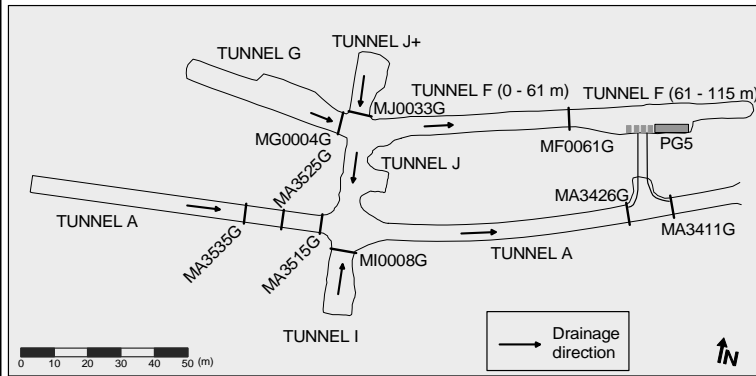 TUNNEL J+
TUNNEL G
TUNNEL F (0 - 61 m)
TUNNEL F (61 - 115 m)
MJ0033G
MG0004G
MF0061G
PG5
MA3525G
TUNNEL J
MA3426G
TUNNEL A
MA3535G
MA3515G
MI0008G
TUNNEL A
MA3411G
TUNNEL I
0 10 20 30 40 50 (m)
Drainage
direction
N